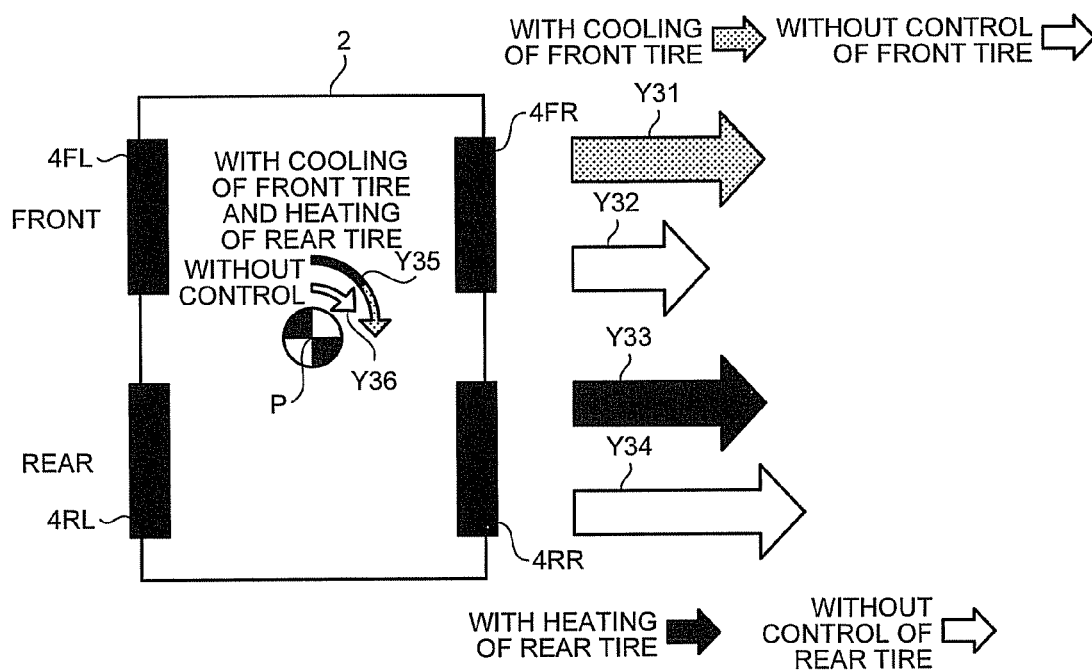 WITH COOLING
OF FRONT TIRE
WITHOUT CONTROL
OF FRONT TIRE
2
4FR
Y31
4FL
WITH COOLING
OF FRONT TIRE
AND HEATING
OF REAR TIRE
FRONT
Y32
WITHOUT
CONTROL
Y35
Y36
P
Y33
REAR
Y34
4RL
4RR
WITH HEATING
OF REAR TIRE
WITHOUT
CONTROL OF
REAR TIRE